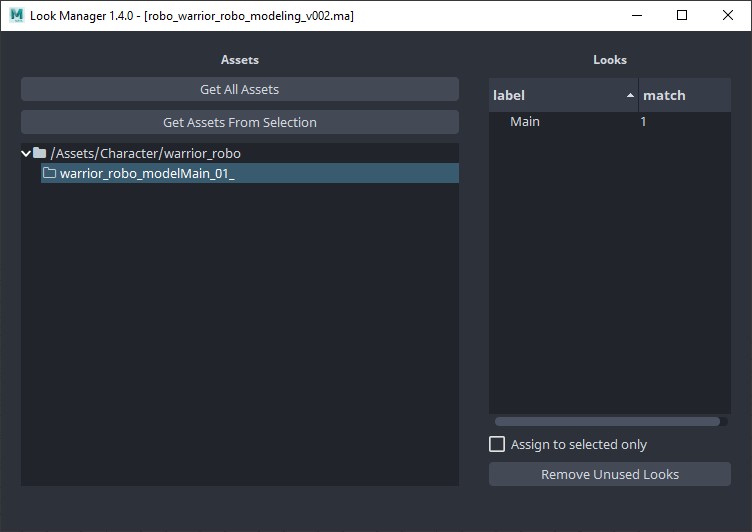 Look Manager 1.4.0 - [robo_warrior_robo_modeling_v002.ma]
Assets
Get All Assets
Get Assets From Selection
/Assets/Character/warrior_robo
warrior_robo_modelMain_01_
Looks
label match
Main 1
Assign to selected only
Remove Unused Looks